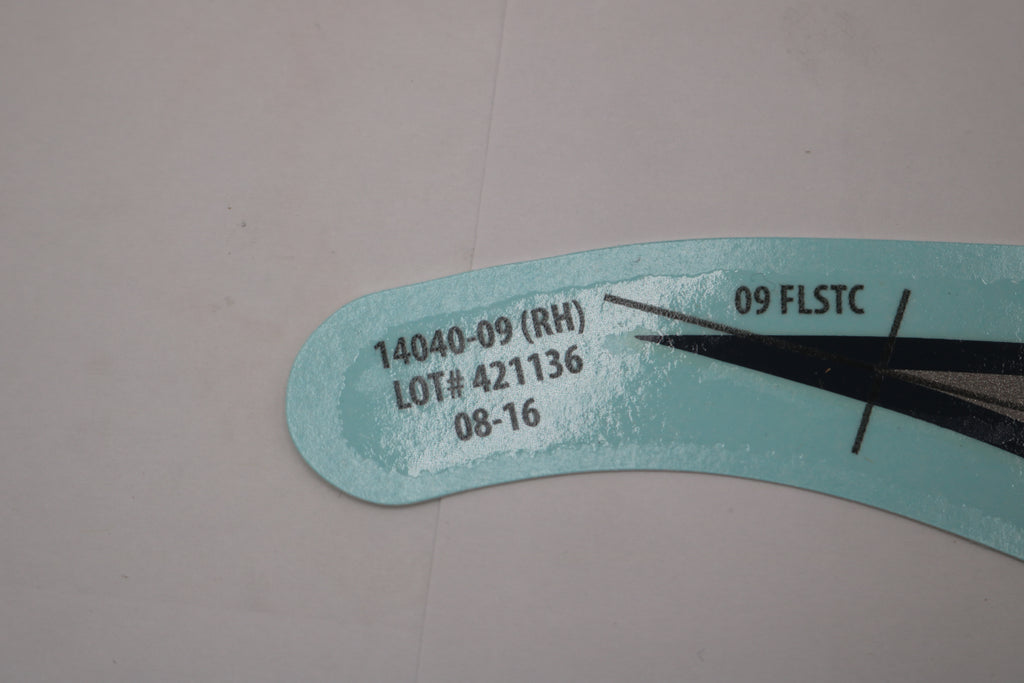 14040-09 (RH)
LOT# 421136
08-16
09 FLSTC